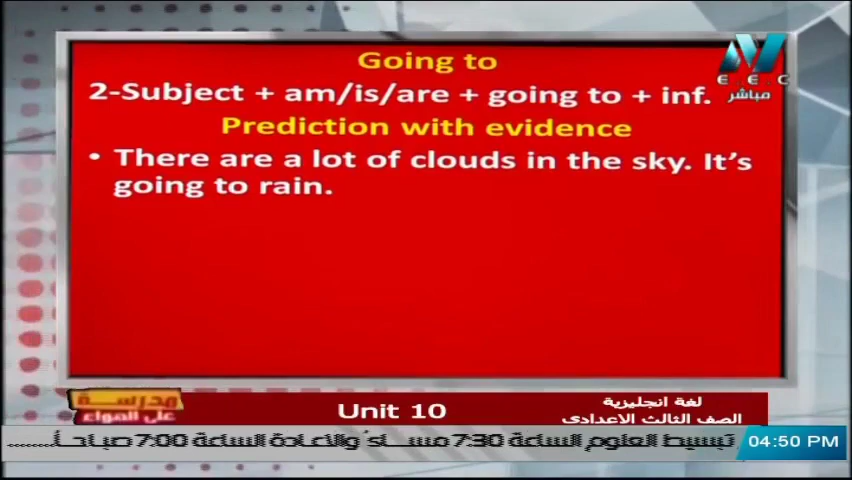 Going to
EEC
مباشر
2-Subject + am/is/are + going to + inf.
Prediction with evidence
• There are a lot of clouds in the sky. It's
going to rain.
مدرسة
على الهواء
Unit 10
لغة انجليزية
الصف الثالث الاعدادى
تبسيط العلوم الساعة 7:30 مساءً والاعادة الساعة 7:00 صباحاً........
04:50 PM